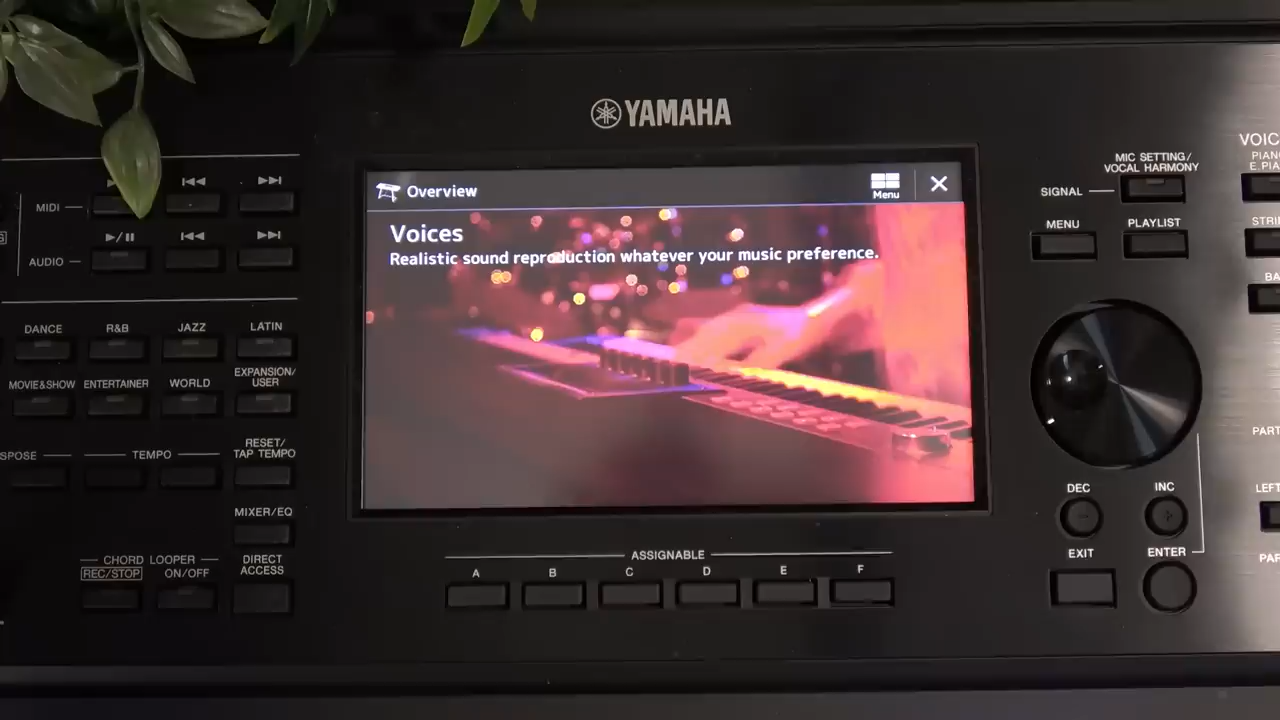 YAMAHA
MIC SETTING/
VOCAL HARMONY
SIGNAL
MENU
PLAYLIST
MIDI
AUDIO
Overview
Menu
Voices
Realistic sound reproduction whatever your music preference.
DANCE
R&B
JAZZ
LATIN
MOVIE&SHOW
ENTERTAINER
WORLD
EXPANSION/
USER
TEMPO
RESET/
TAP TEMPO
MIXER/EQ
CHORD LOOPER
REC/STOP
ON/OFF
DIRECT
ACCESS
ASSIGNABLE
A
B
C
D
E
F
DEC
INC
EXIT
ENTER
VOIC
PIAN
E.PIA
STRI
BA
PART
LEFT
PAR
SPOSE